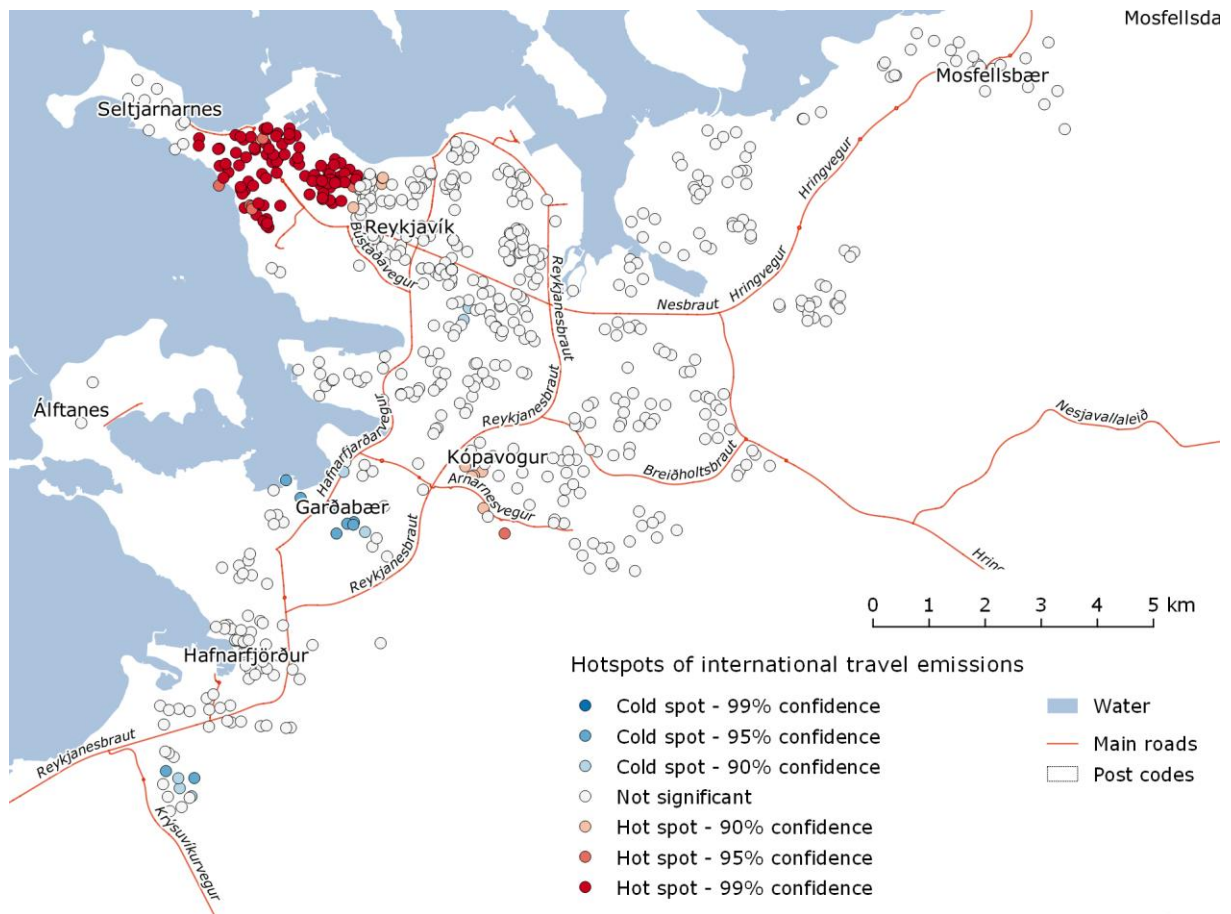 Mosfellsda
Mosfellsbær
Seltjarnarnes
Hringvegur
Reykjavík
Bústaðavegur
Hringvegur
Reykjanesbraut
Nesbraut
Álftanes
Hafnarfjarðarvegur
Reykjanesbraut
Nesjavallaleið
Kópavogur
Breiðholtsbraut
Arnarnesvegur
Garðabær
Reykjanesbraut
Hring
0 1 2 3 4 5 km
Hafnarfjörður
Hotspots of international travel emissions
Cold spot - 99% confidence
Cold spot - 95% confidence
Cold spot - 90% confidence
Not significant
Hot spot - 90% confidence
Hot spot - 95% confidence
Hot spot - 99% confidence
Water
Main roads
Post codes
Reykjanesbraut
Krýsuvíkurvegur